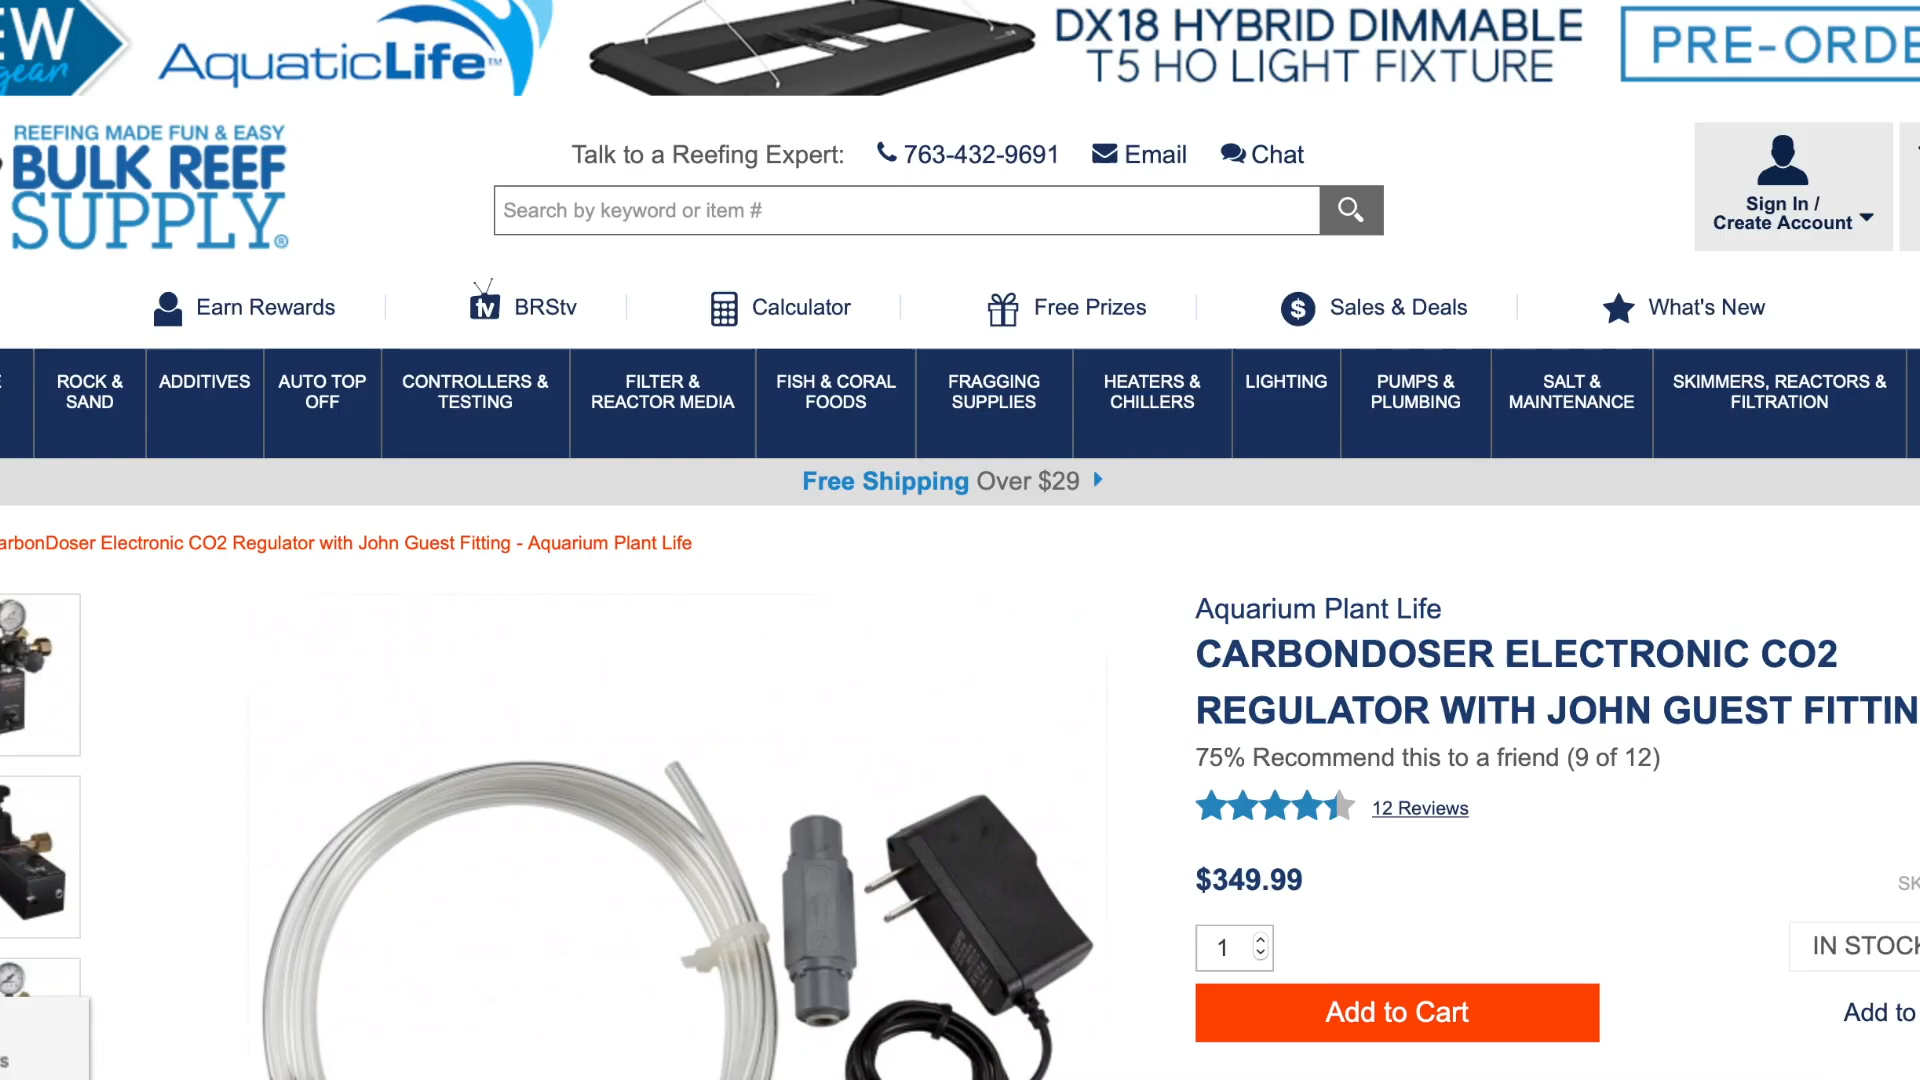 EW
gear
AquaticLife™
DX18 HYBRID DIMMABLE
T5 HO LIGHT FIXTURE
PRE-ORDE
REEFING MADE FUN & EASY
BULK REEF
SUPPLY®
Talk to a Reefing Expert: 763-432-9691 Email Chat
Search by keyword or item #
Sign In /
Create Account
Earn Rewards
tv BRStv
Calculator
Free Prizes
$ Sales & Deals
What's New
ROCK &
SAND
ADDITIVES
AUTO TOP
OFF
CONTROLLERS &
TESTING
FILTER &
REACTOR MEDIA
FISH & CORAL
FOODS
FRAGGING
SUPPLIES
HEATERS &
CHILLERS
LIGHTING
PUMPS &
PLUMBING
SALT &
MAINTENANCE
SKIMMERS, REACTORS &
FILTRATION
Free Shipping Over $29
arbonDoser Electronic CO2 Regulator with John Guest Fitting - Aquarium Plant Life
Aquarium Plant Life
CARBONDOSER ELECTRONIC CO2
REGULATOR WITH JOHN GUEST FITTIN
75% Recommend this to a friend (9 of 12)
12 Reviews
$349.99
SK
1
IN STOCK
Add to Cart
Add to
s